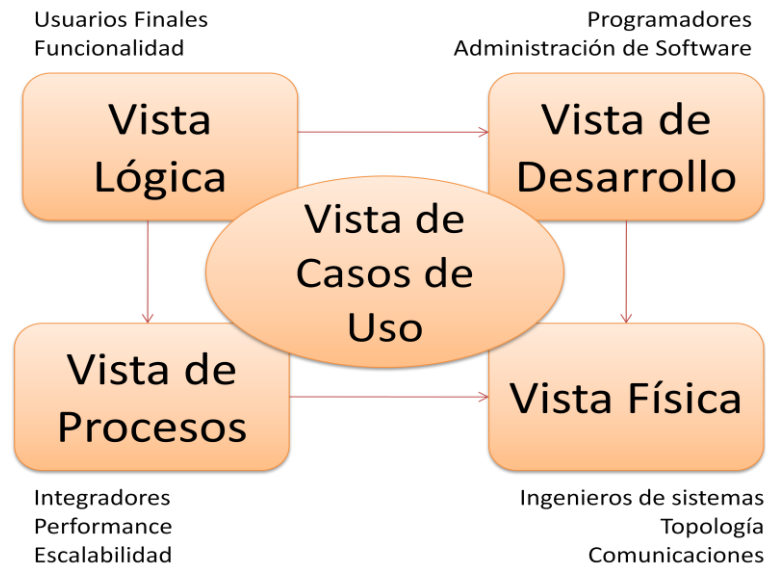 Usuarios Finales
Funcionalidad
Programadores
Administración de Software
Vista
Lógica
Vista de
Desarrollo
Vista de
Casos de
Uso
Vista de
Procesos
Vista Física
Integradores
Performance
Escalabilidad
Ingenieros de sistemas
Topología
Comunicaciones